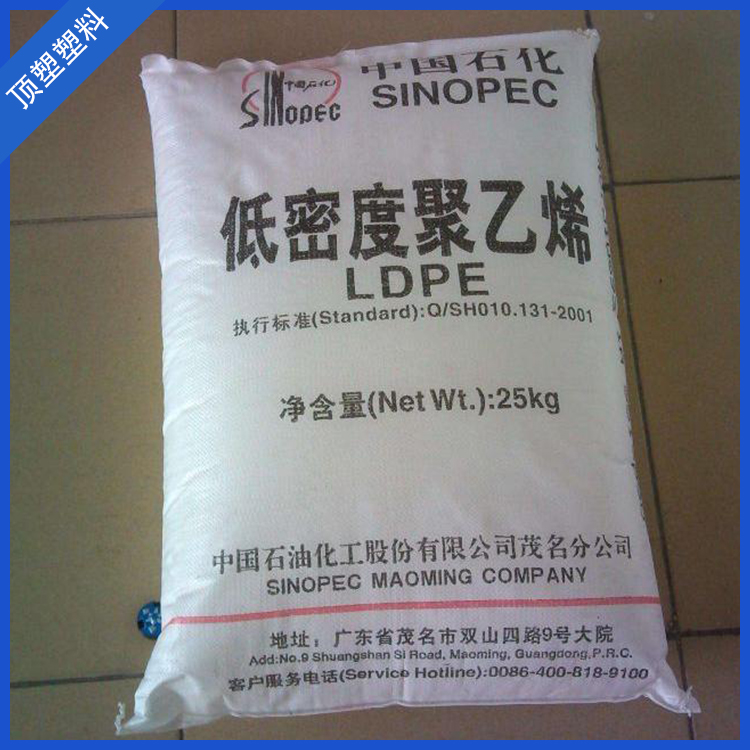 顶塑塑料
中国石化
SINOPEC
中国石化
SINOPEC
低密度聚乙烯
LDPE
执行标准(Standard):Q/SH010.131-2001
净含量(Net Wt.):25kg
中国石油化工股份有限公司茂名分公司
SINOPEC MAOMING COMPANY
地址：广东省茂名市双山四路9号大院
Add:No.9 Shuangshan Si Road, Maoming, Guangdong,P.R.C.
客户服务电话(Service Hotline):0086-400-818-9100